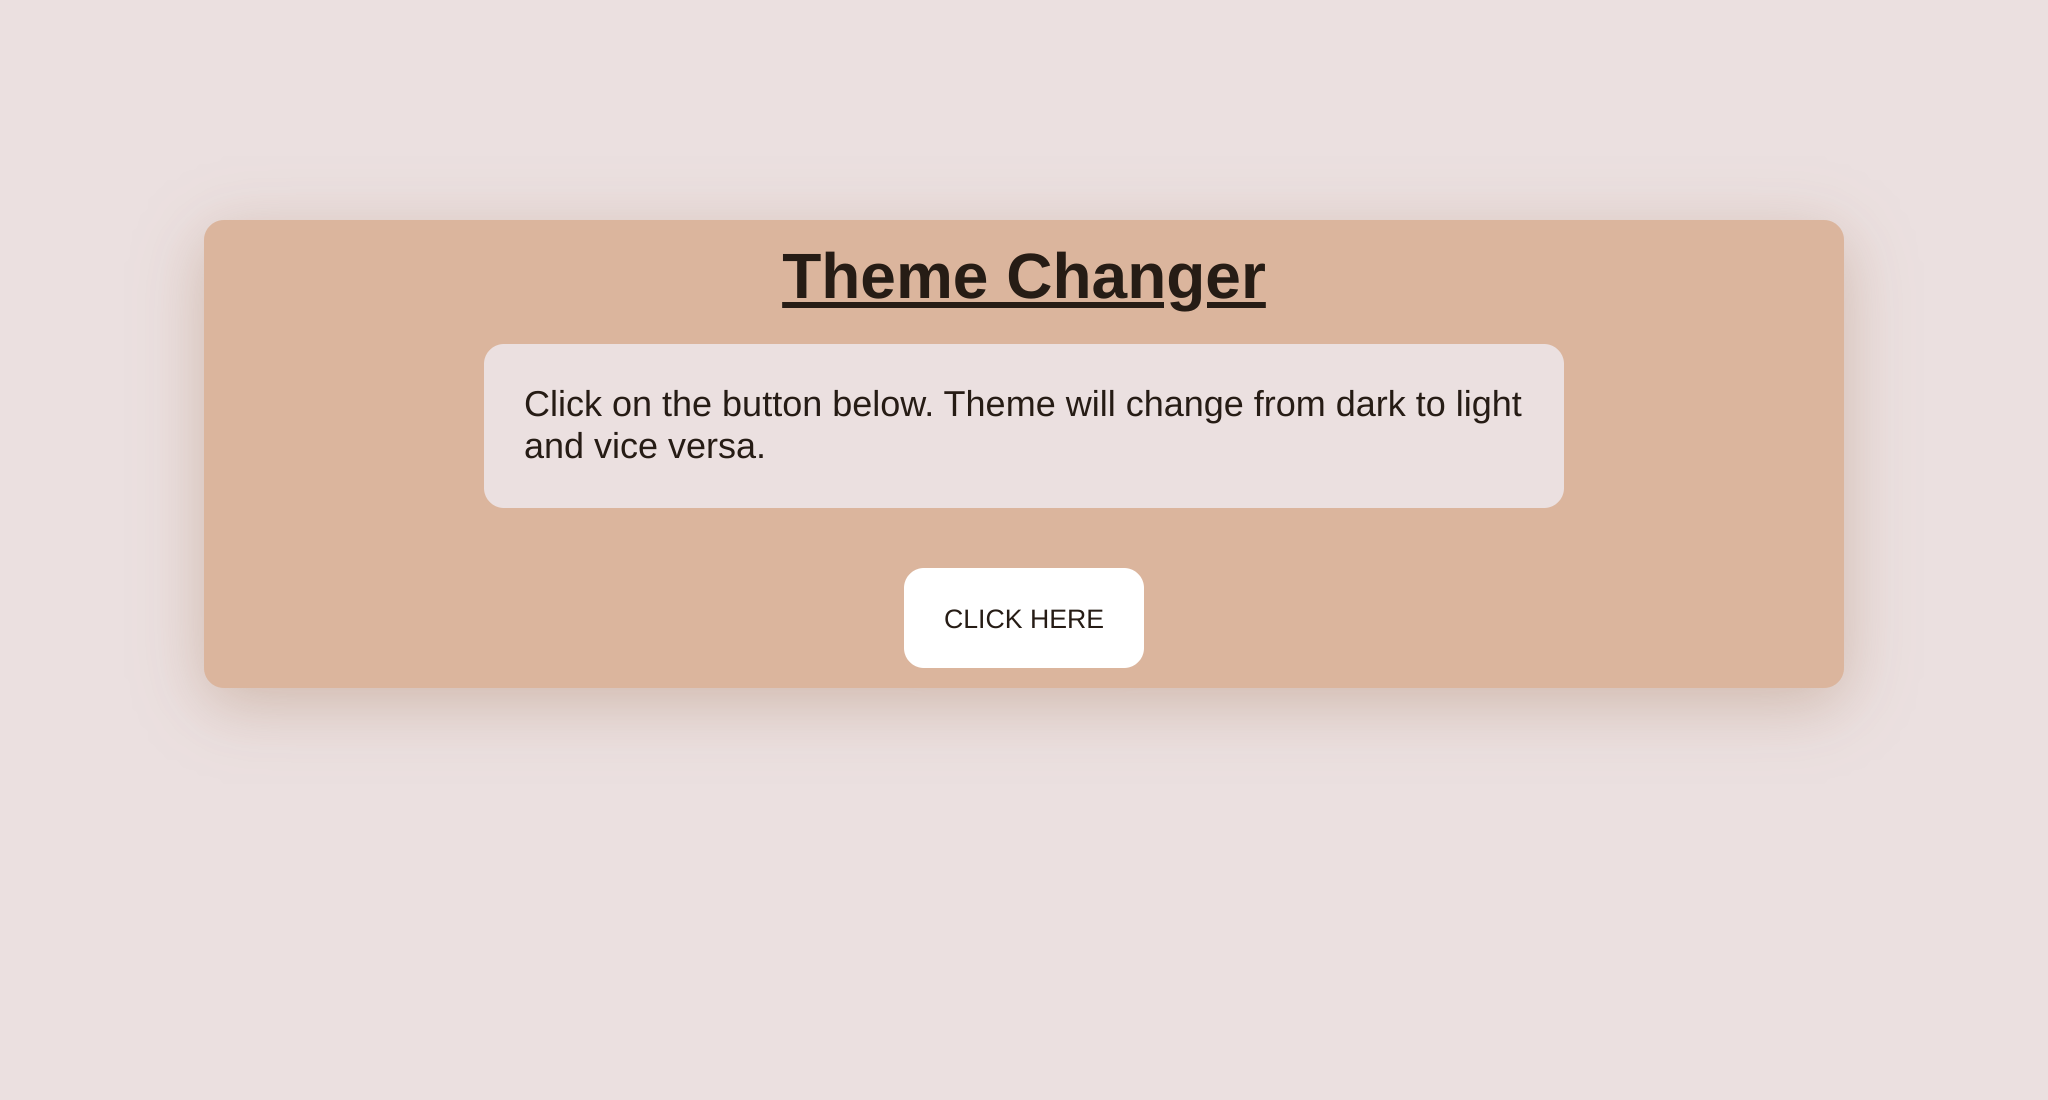 Theme Changer
Click on the button below. Theme will change from dark to light
and vice versa.
CLICK HERE